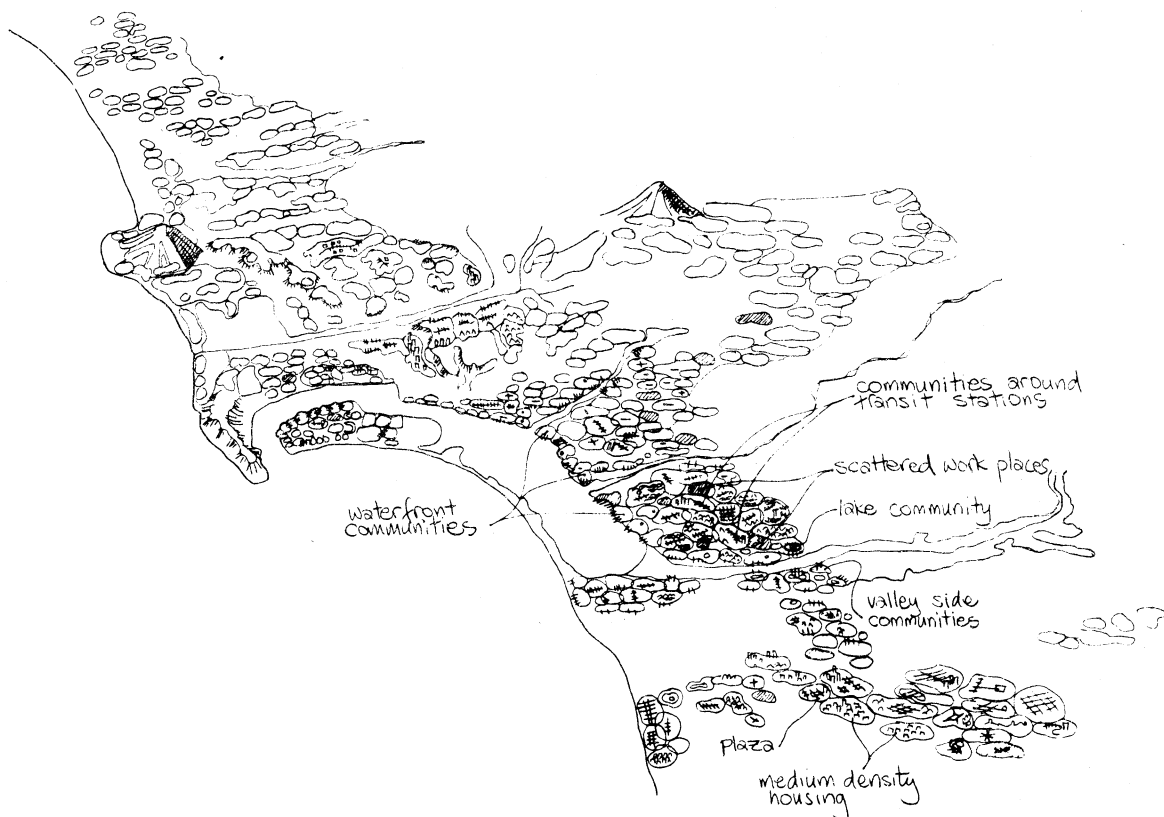 communities around
transit stations
scattered work places
lake community
waterfront
communities
valley side
communities
plaza
medium density
housing